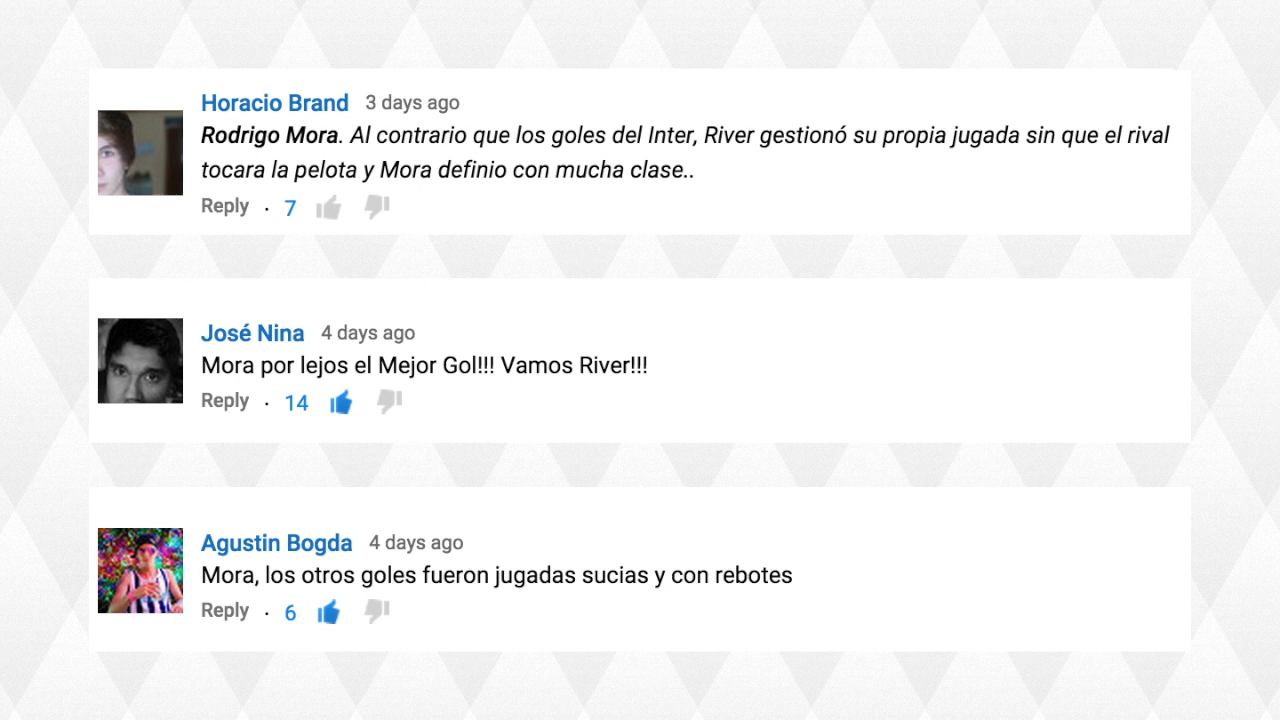 Horacio Brand 3 days ago
Rodrigo Mora. Al contrario que los goles del Inter, River gestionó su propia jugada sin que el rival
tocara la pelota y Mora definio con mucha clase..
Reply · 7
José Nina 4 days ago
Mora por lejos el Mejor Gol!!! Vamos River!!!
Reply · 14
Agustin Bogda 4 days ago
Mora, los otros goles fueron jugadas sucias y con rebotes
Reply · 6